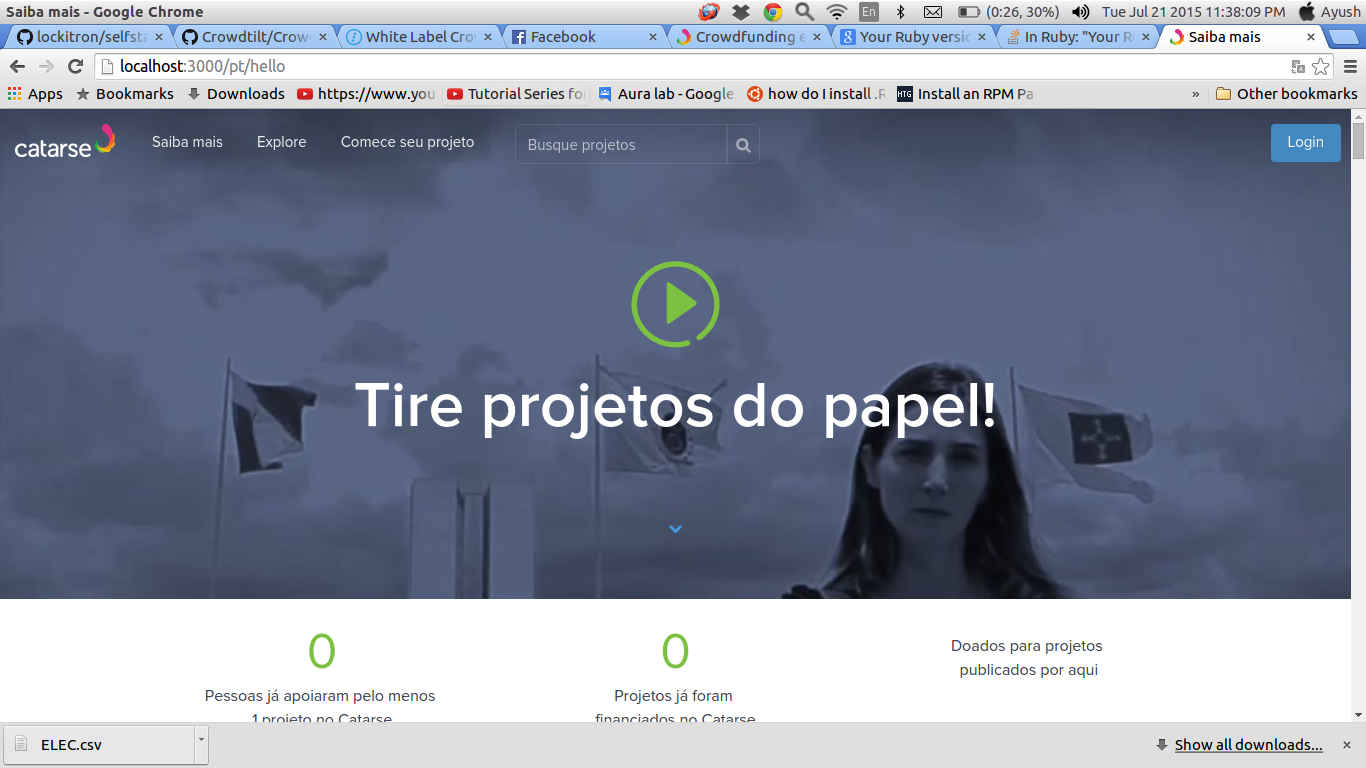 Saiba mais - Google Chrome
En
(0:26, 30%)
Tue Jul 21 2015 11:38:09 PM
Ayush
lockitron/selfsta
Crowdtilt/Crow
White Label Cro
Facebook
Crowdfunding e
Your Ruby versio
In Ruby: "Your R
Saiba mais
localhost:3000/pt/hello
Apps
Bookmarks
Downloads
https://www.you
Tutorial Series fo
Aura lab - Google
how do I install .R
HTG
Install an RPM Pa
»
Other bookmarks
catarse
Saiba mais
Explore
Comece seu projeto
Busque projetos
Login
Tire projetos do papel!
0
Pessoas já apoiaram pelo menos
1 projeto no Catarse
0
Projetos já foram
financiados no Catarse
Doados para projetos
publicados por aqui
ELEC.csv
Show all downloads...